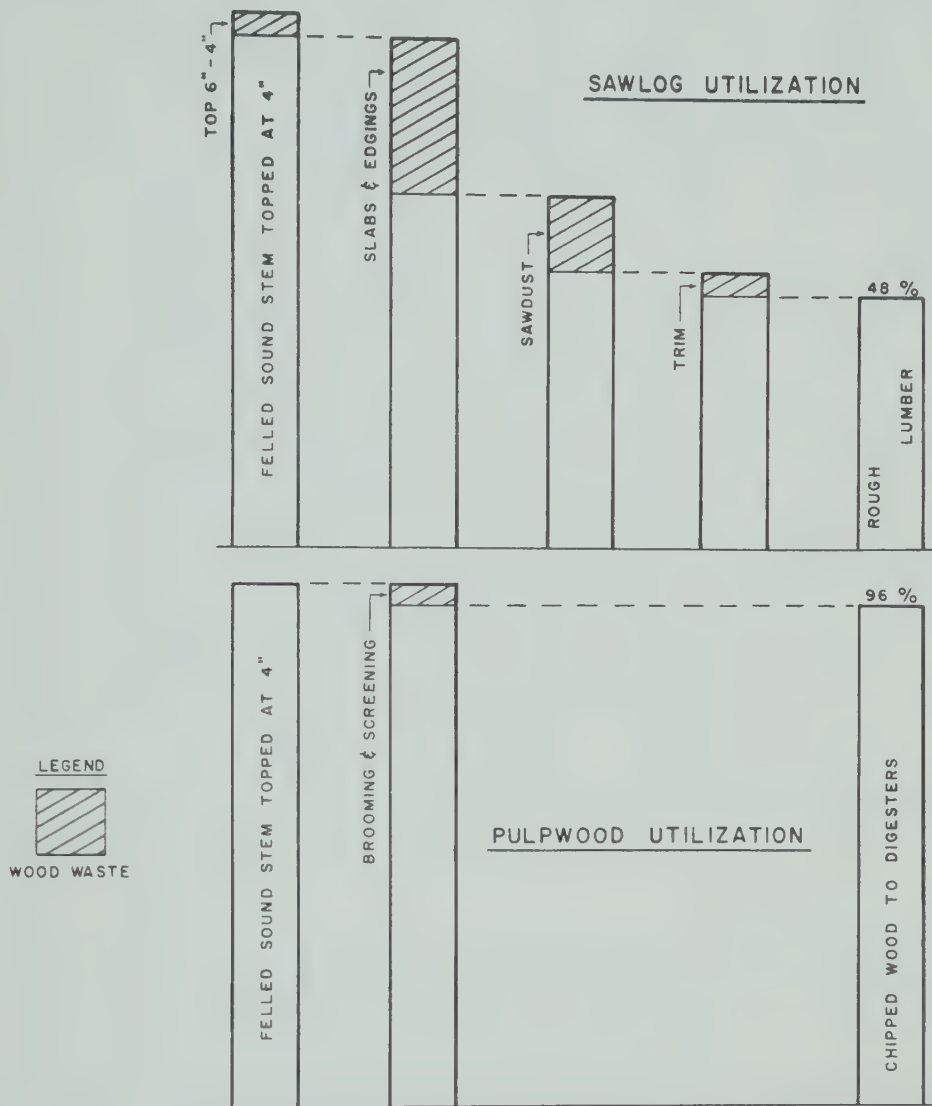 SAWLOG UTILIZATION
TOP 6" - 4"
FELLED SOUND STEM TOPPED AT 4"
SLABS & EDGINGS
SAWDUST
TRIM
48 %
ROUGH
LUMBER
FELLED SOUND STEM TOPPED AT 4"
BROOMING & SCREENING
96 %
CHIPPED WOOD TO DIGESTERS
PULPWOOD UTILIZATION
LEGEND
WOOD WASTE